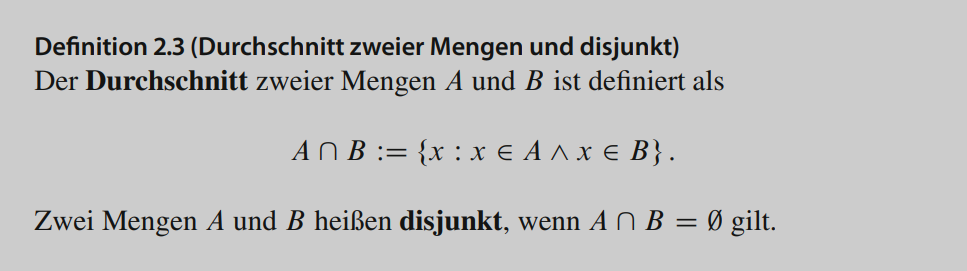 Definition 2.3 (Durchschnitt zweier Mengen und disjunkt)
Der Durchschnitt zweier Mengen A und B ist definiert als
A ∩ B := {x : x ∈ A ∧ x ∈ B} .
Zwei Mengen A und B heißen disjunkt, wenn A ∩ B = ∅ gilt.